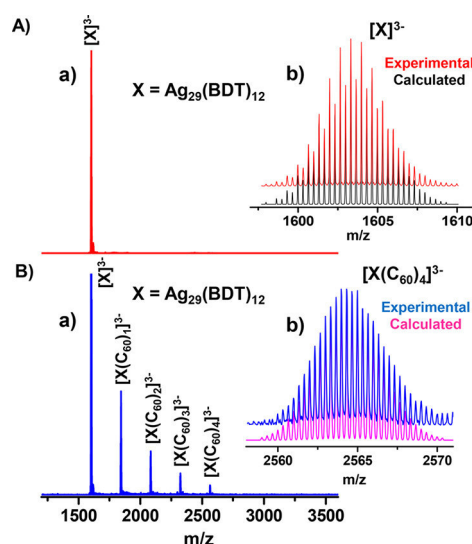 A)
[X]³⁻
a)
X = Ag₂₉(BDT)₁₂
[X]³⁻
b)
Experimental
Calculated
1600 1605 1610
m/z
B)
[X]³⁻
a)
X = Ag₂₉(BDT)₁₂
[X(C₆₀)₁]³⁻
[X(C₆₀)₂]³⁻
[X(C₆₀)₃]³⁻
[X(C₆₀)₄]³⁻
[X(C₆₀)₄]³⁻
b)
Experimental
Calculated
2560 2565 2570
m/z
1500 2000 2500 3000 3500
m/z